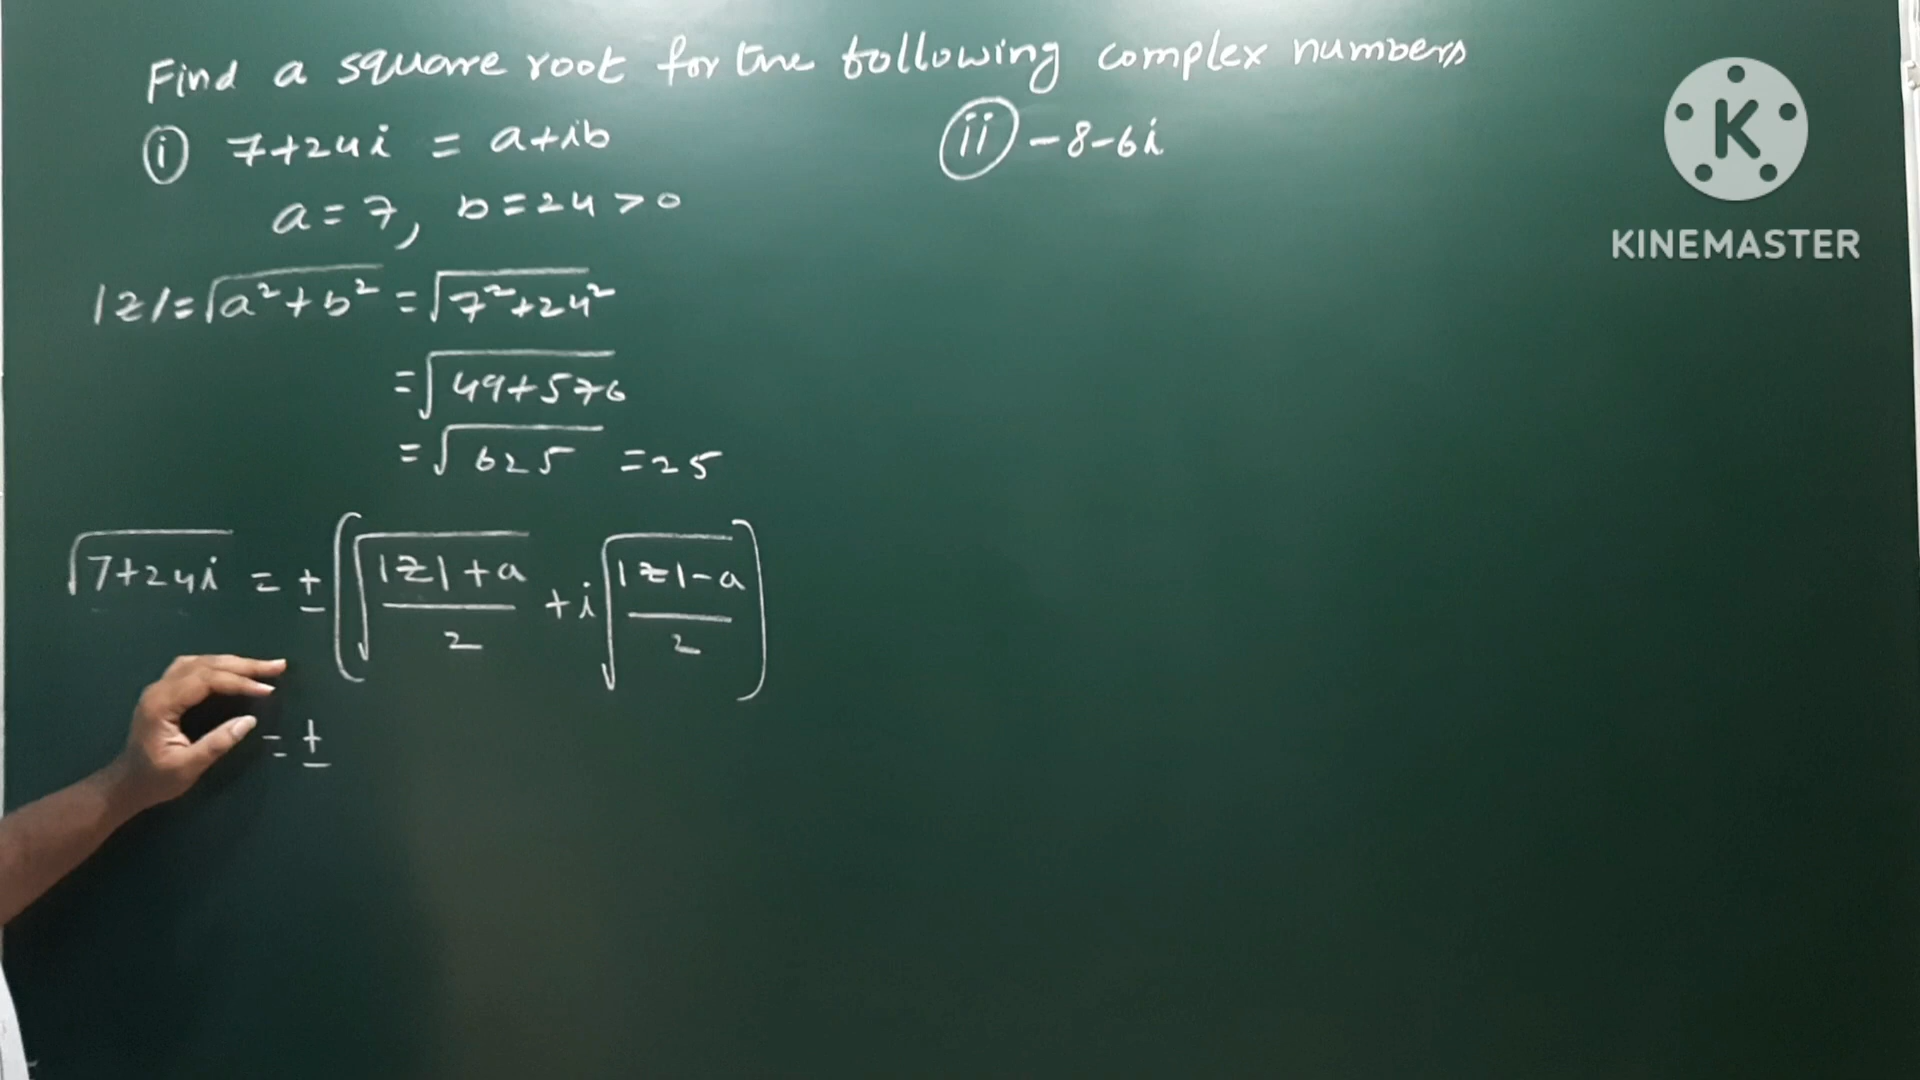 Find a square root for the following complex numbers
(i) 7+24i = a+ib
a=7, b=24>0
|z|=√a²+b² = √7²+24²
=√49+576
=√625 =25
√7+24i = ± (√|z|+a/2 + i√|z|-a/2)
= ±
(ii) -8-6i
K
KINEMASTER